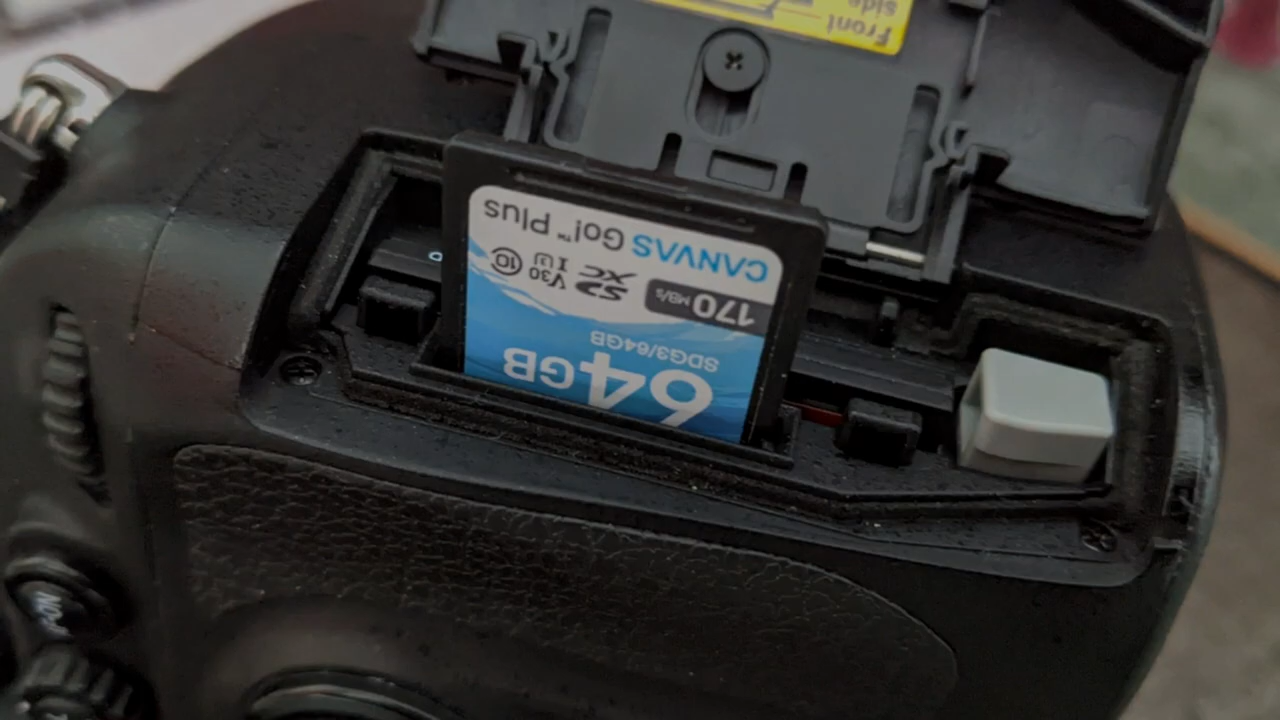 Front
side
CANVAS Go!™ Plus
170 MB/s
SD XC I U3 V30 10
SDG3/64GB
64GB